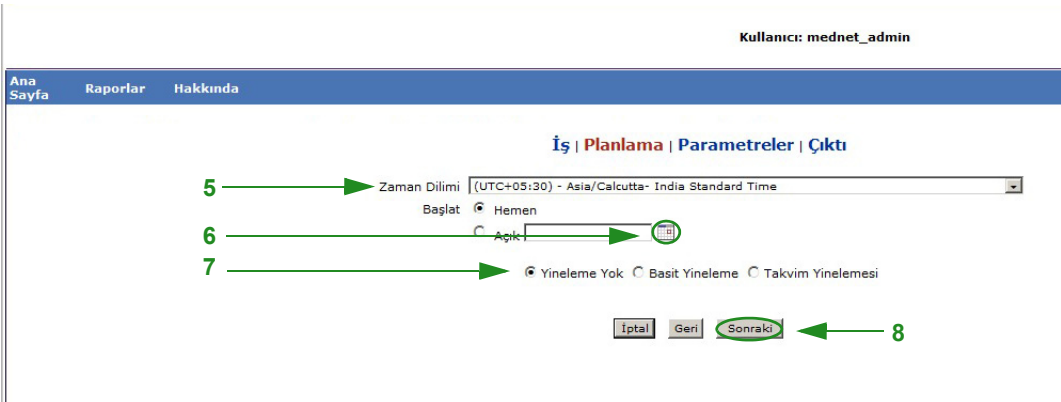 Kullanıcı: mednet_admin
Ana Sayfa Raporlar Hakkında
İş | Planlama | Parametreler | Çıktı
5 Zaman Dilimi (UTC+05:30) - Asia/Calcutta- India Standard Time
Başlat Hemen
6 Açık
7 Yineleme Yok Basit Yineleme Takvim Yinelemesi
İptal Geri Sonraki 8